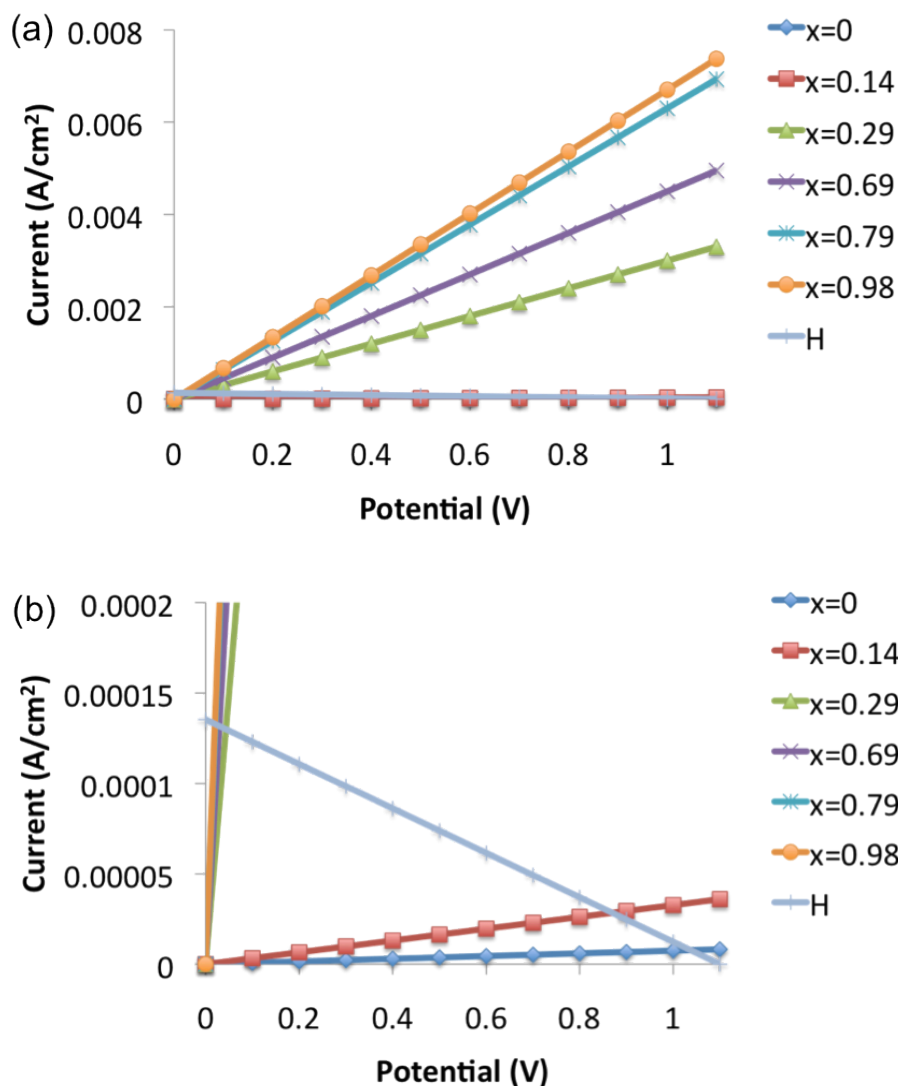 (a)
0.008
0.006
0.004
0.002
0
Current (A/cm²)
0 0.2 0.4 0.6 0.8 1
Potential (V)
x=0
x=0.14
x=0.29
x=0.69
x=0.79
x=0.98
H
(b)
0.0002
0.00015
0.0001
0.00005
0
Current (A/cm²)
0 0.2 0.4 0.6 0.8 1
Potential (V)
x=0
x=0.14
x=0.29
x=0.69
x=0.79
x=0.98
H